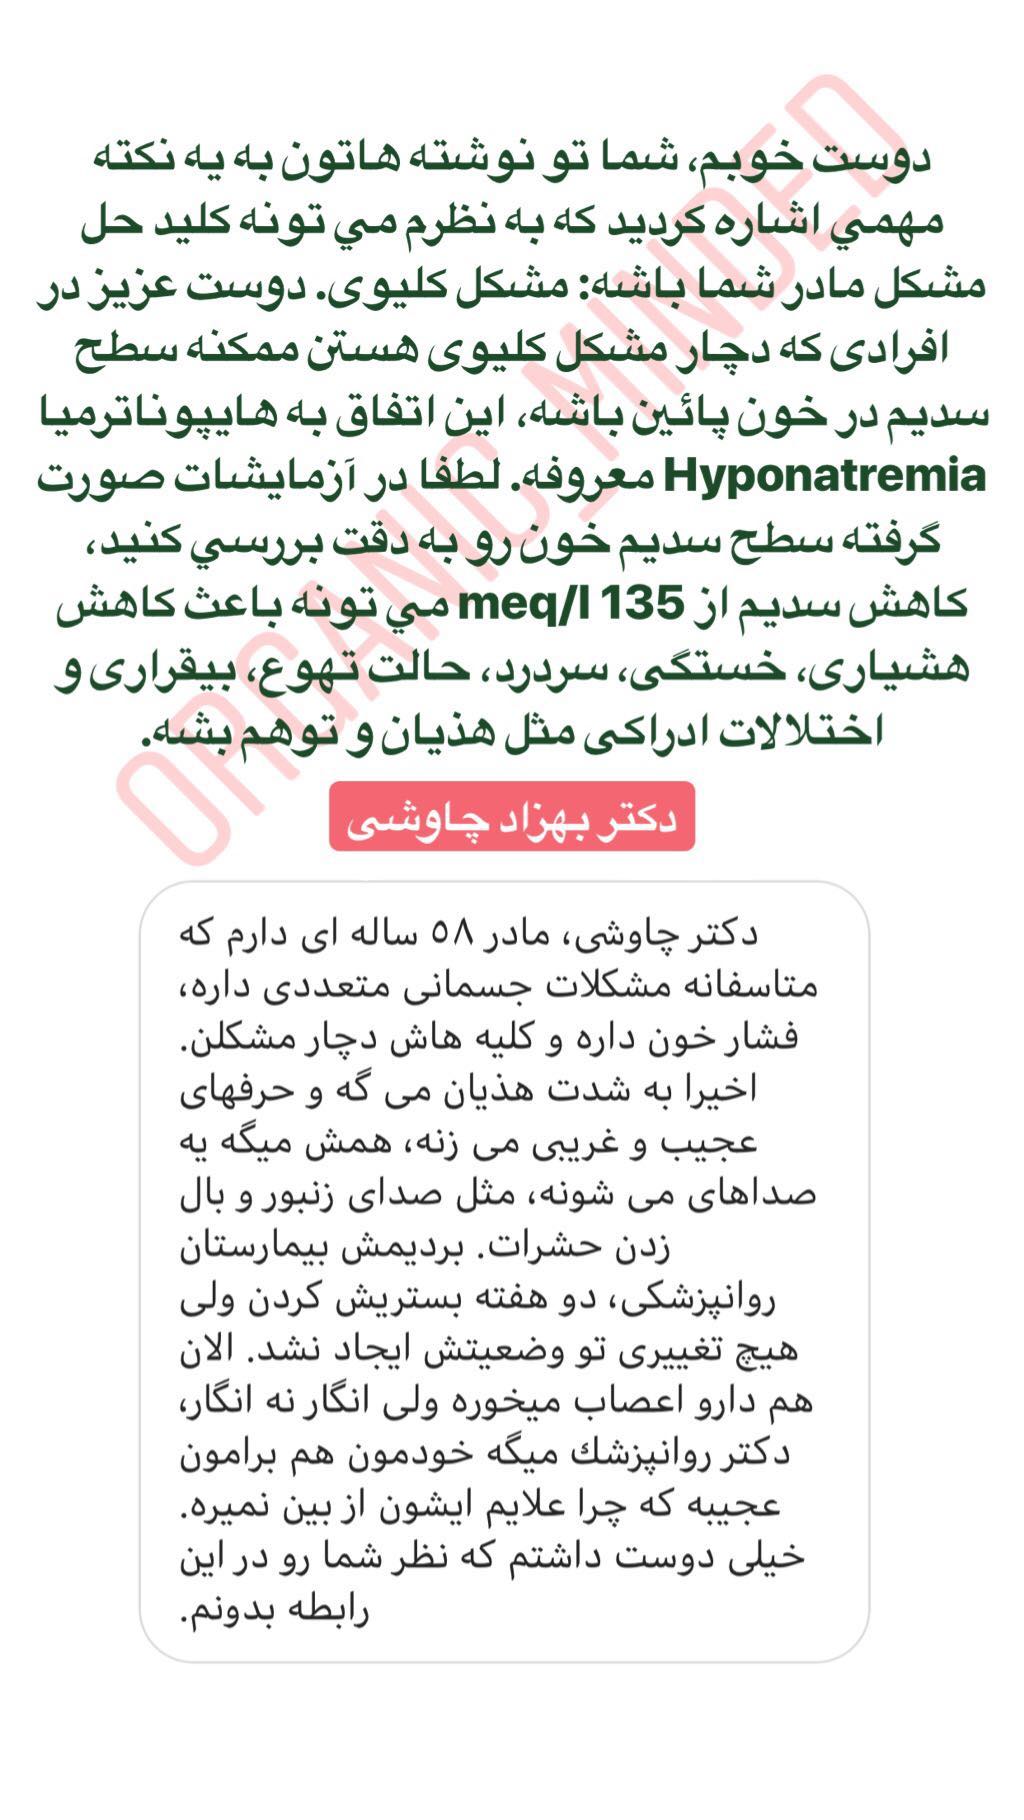 دوست خوبم، شما تو نوشته هاتون به یه نکته
مهمي اشاره کردید که به نظرم مي تونه کلید حل
مشکل مادر شما باشه: مشکل کلیوی. دوست عزیز در
افرادی که دچار مشکل کلیوی هستن ممکنه سطح
سدیم در خون پائین باشه، این اتفاق به هایپوناترمیا
Hyponatremia معروفه. لطفا در آزمایشات صورت
گرفته سطح سدیم خون رو به دقت بررسي کنید،
کاهش سدیم از 135 meq/l مي تونه باعث کاهش
هشیاری، خستگی، سردرد، حالت تهوع، بیقراری و
اختلالات ادراکی مثل هذیان و توهم بشه.
دکتر بهزاد چاوشی
دکتر چاوشی، مادر ۵۸ ساله ای دارم که
متاسفانه مشکلات جسمانی متعددی داره،
فشار خون داره و کلیه هاش دچار مشکلن.
اخیرا به شدت هذیان می گه و حرفهای
عجیب و غریبی می زنه، همش میگه یه
صداهای می شونه، مثل صدای زنبور و بال
زدن حشرات. بردیمش بیمارستان
روانپزشکی، دو هفته بستریش کردن ولی
هیچ تغییری تو وضعیتش ایجاد نشد. الان
هم دارو اعصاب میخوره ولی انگار نه انگار،
دکتر روانپزشك میگه خودمون هم برامون
عجیبه که چرا علایم ایشون از بین نمیره.
خیلی دوست داشتم که نظر شما رو در این
رابطه بدونم.
ORGANIC_MINDED